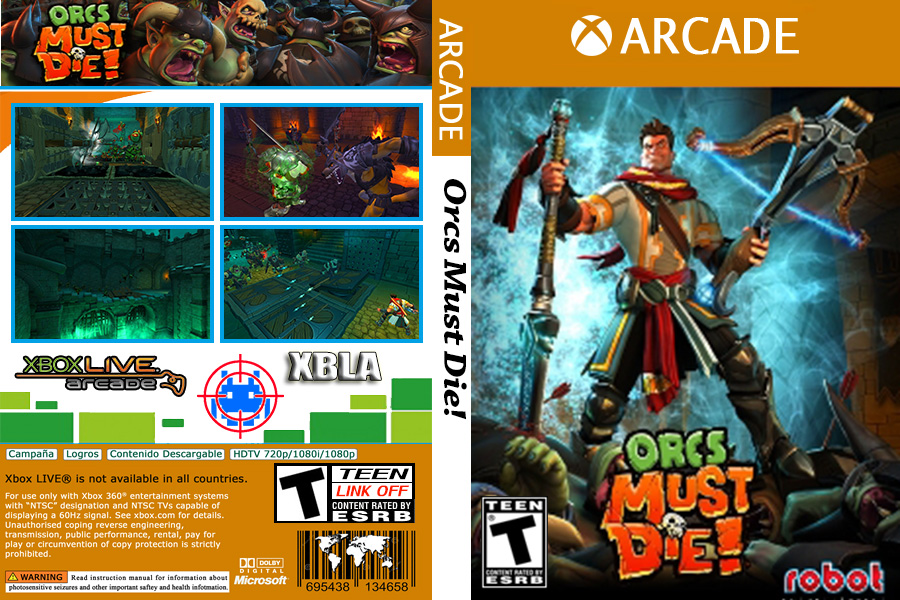 ORCS
MUST
DIE!
XBOX LIVE
arcade
XBLA
Campaña
Logros
Contenido Descargable
HDTV 720p/1080i/1080p
Xbox LIVE® is not available in all countries.
For use only with Xbox 360® entertainment systems
with "NTSC" designation and NTSC TVs capable of
displaying a 60Hz signal. See xbox.com for details.
Unauthorised coping reverse engineering,
transmission, public performance, rental, pay for
play or circumvention of copy protection is strictly
prohibited.
WARNING
Read instruction manual for information about
photosensitive seizures and other important saftey and health infotmation.
T
TEEN
LINK OFF
CONTENT RATED BY
ESRB
DOLBY
DIGITAL
Microsoft
695438 134658
ARCADE
Orcs Must Die!
ARCADE
ORCS
MUST
DIE!
TEEN
T
CONTENT RATED BY
ESRB
robot